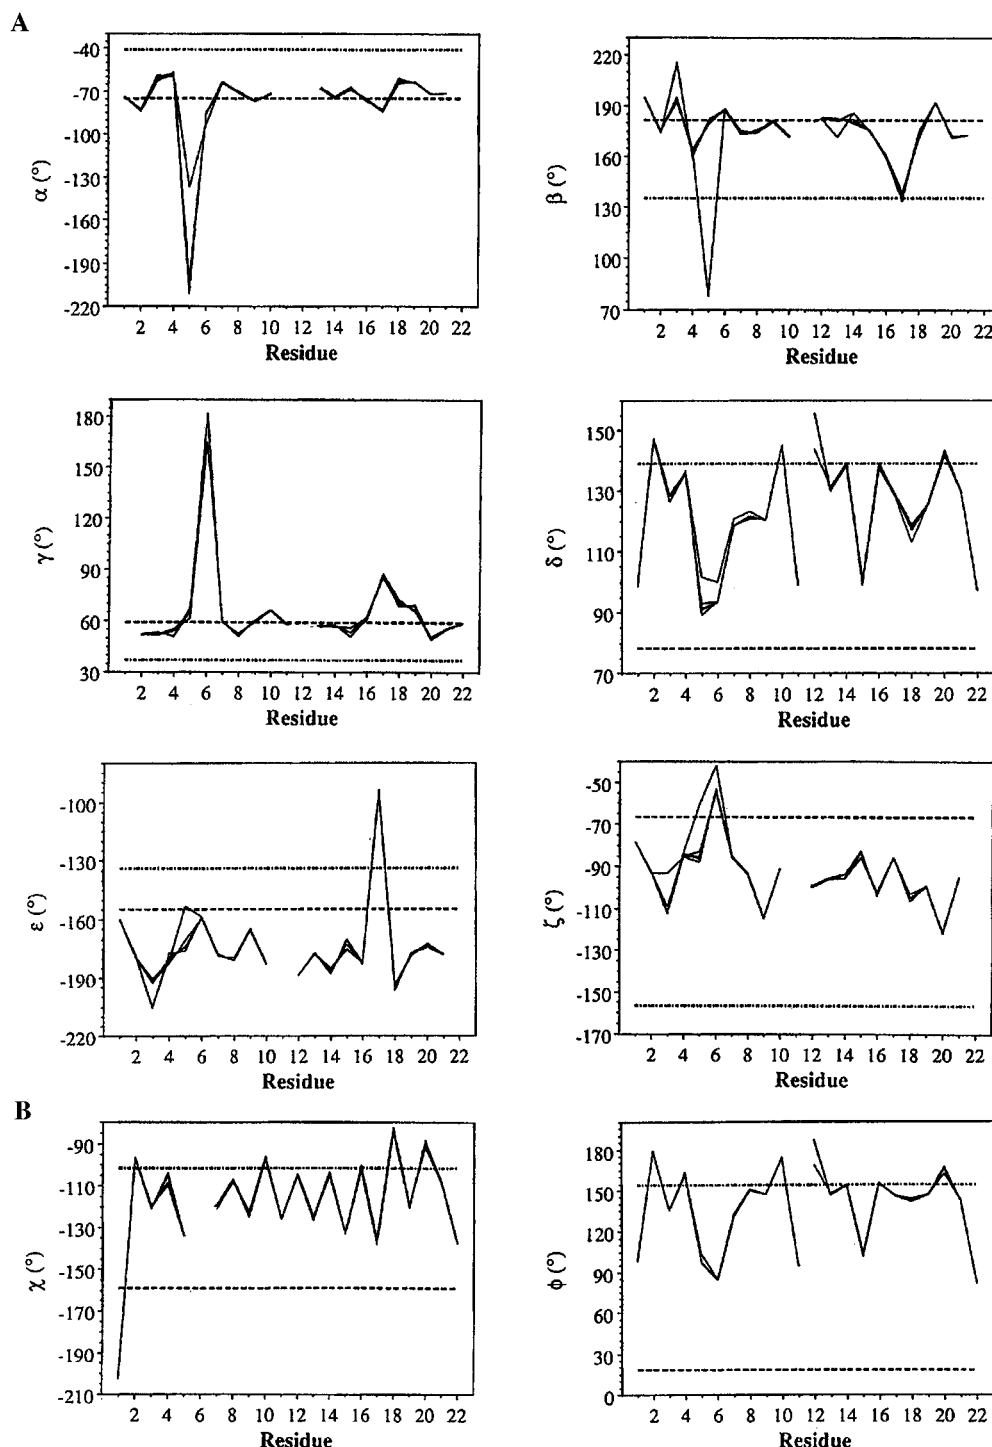 A
α (°)
-40
-70
-100
-130
-160
-190
-220
2 4 6 8 10 12 14 16 18 20 22
Residue
β (°)
220
190
160
130
100
70
2 4 6 8 10 12 14 16 18 20 22
Residue
γ (°)
180
150
120
90
60
30
2 4 6 8 10 12 14 16 18 20 22
Residue
δ (°)
150
130
110
90
70
2 4 6 8 10 12 14 16 18 20 22
Residue
ε (°)
-100
-130
-160
-190
-220
2 4 6 8 10 12 14 16 18 20 22
Residue
ζ (°)
-50
-70
-90
-110
-130
-150
-170
2 4 6 8 10 12 14 16 18 20 22
Residue
B
χ (°)
-90
-110
-130
-150
-170
-190
-210
2 4 6 8 10 12 14 16 18 20 22
Residue
ϕ (°)
180
150
120
90
60
30
0
2 4 6 8 10 12 14 16 18 20 22
Residue